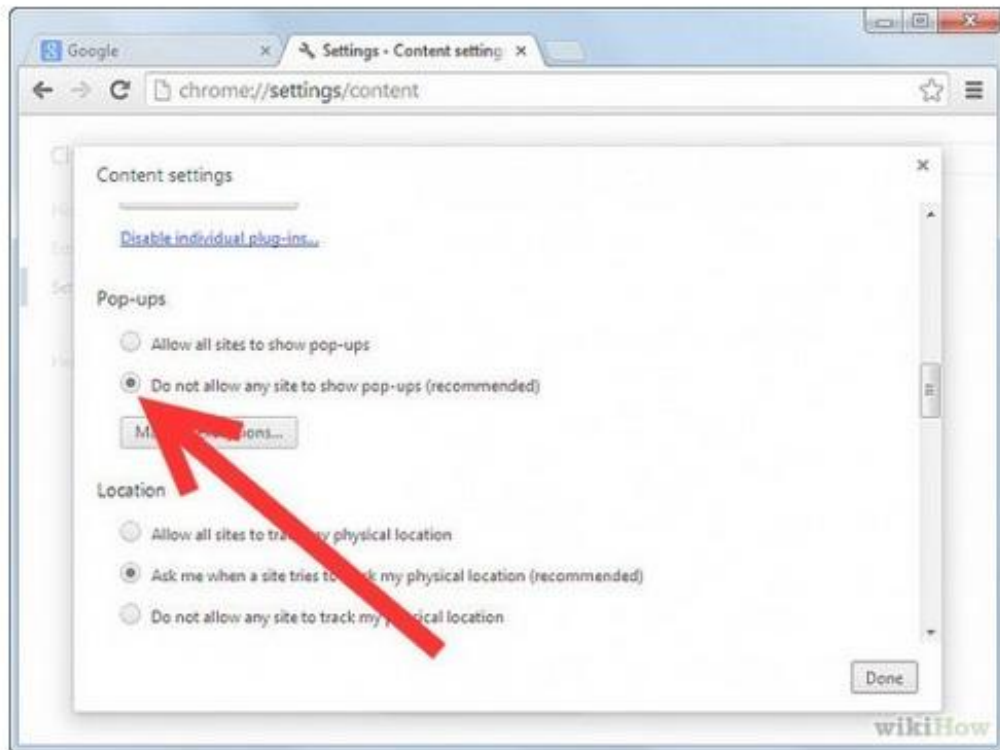 Google
Settings - Content setting
chrome://settings/content
Content settings
Disable individual plug-ins...
Pop-ups
Allow all sites to show pop-ups
Do not allow any site to show pop-ups (recommended)
Location
Allow all sites to track my physical location
Ask me when a site tries to track my physical location (recommended)
Do not allow any site to track my physical location
Done
wikiHow